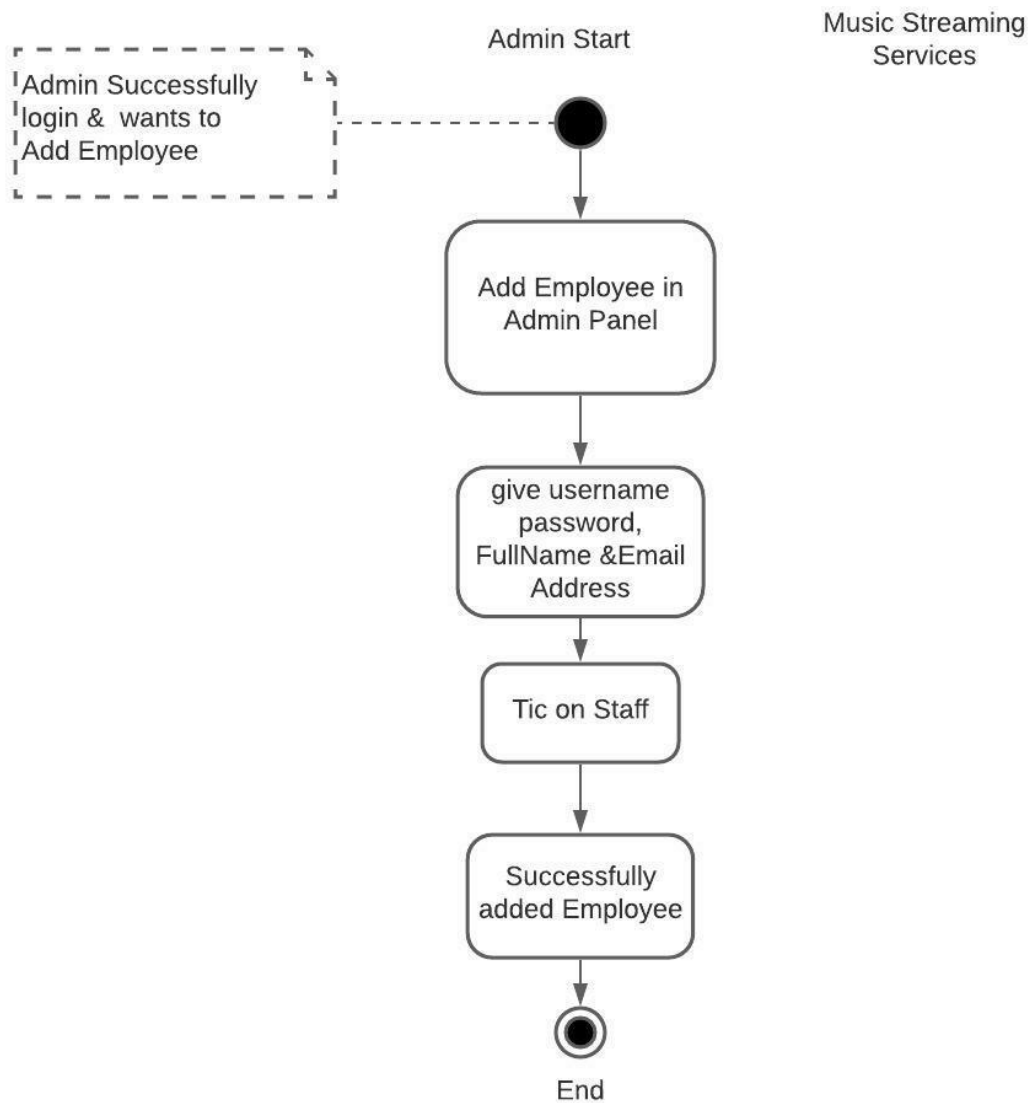 Admin Start
Music Streaming
Services
Admin Successfully
login &  wants to
Add Employee
Add Employee in
Admin Panel
give username
password,
FullName &Email
Address
Tic on Staff
Successfully
added Employee
End